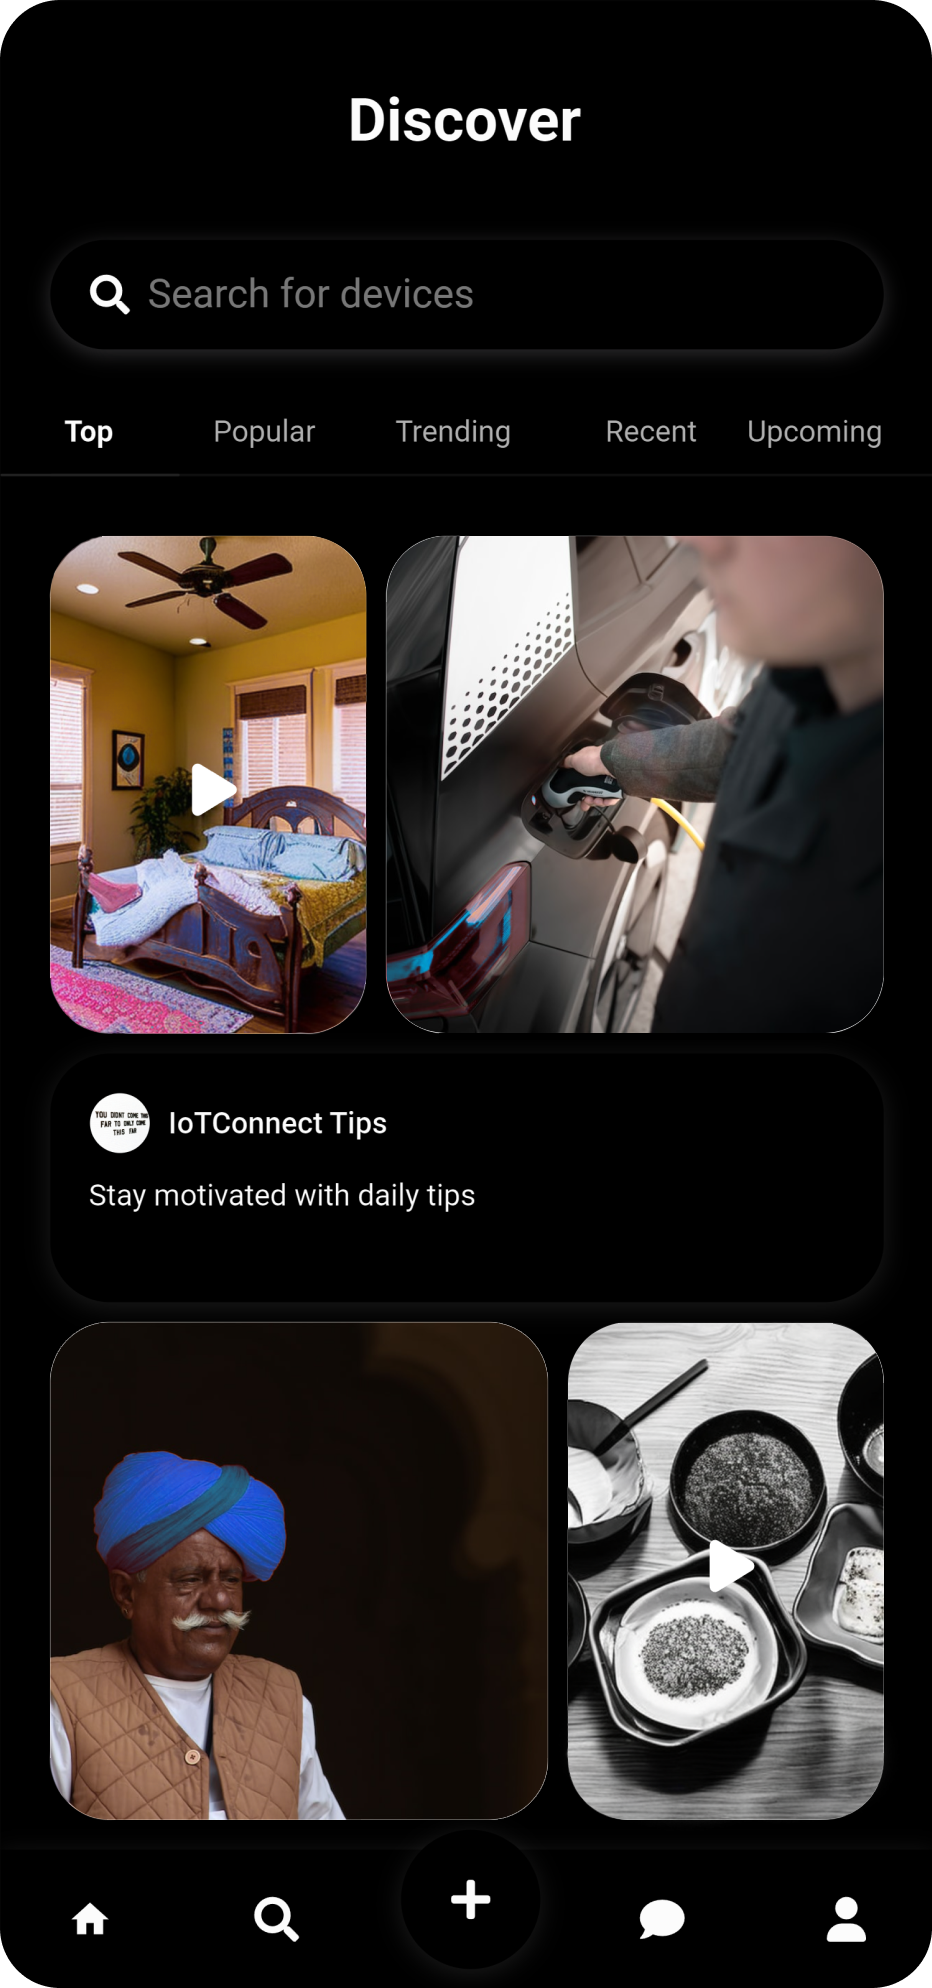 Discover
Search for devices
Top Popular Trending Recent Upcoming
YOU DIDNT COME THIS
FAR TO ONLY COME
THIS FAR
IoTConnect Tips
Stay motivated with daily tips